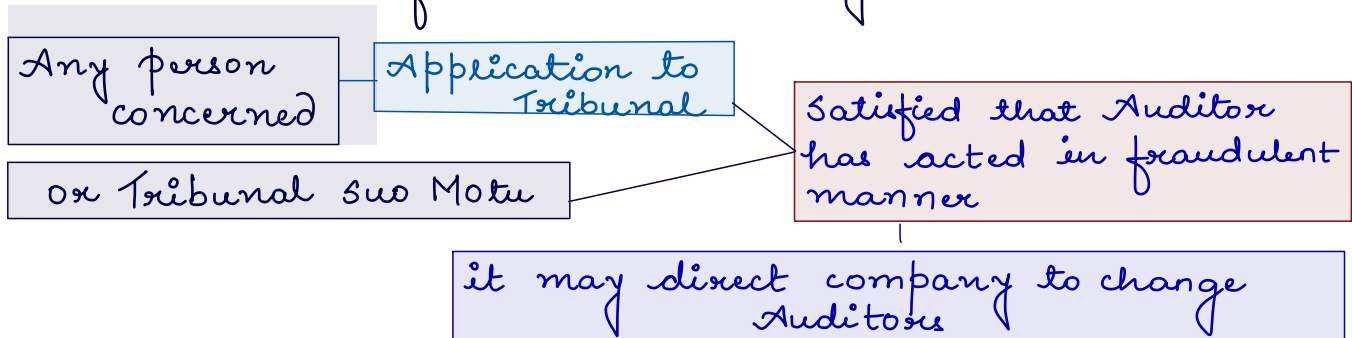 Any person
concerned
Application to
Tribunal
or Tribunal suo Motu
Satisfied that Auditor
has acted in fraudulent
manner
it may direct company to change
Auditors